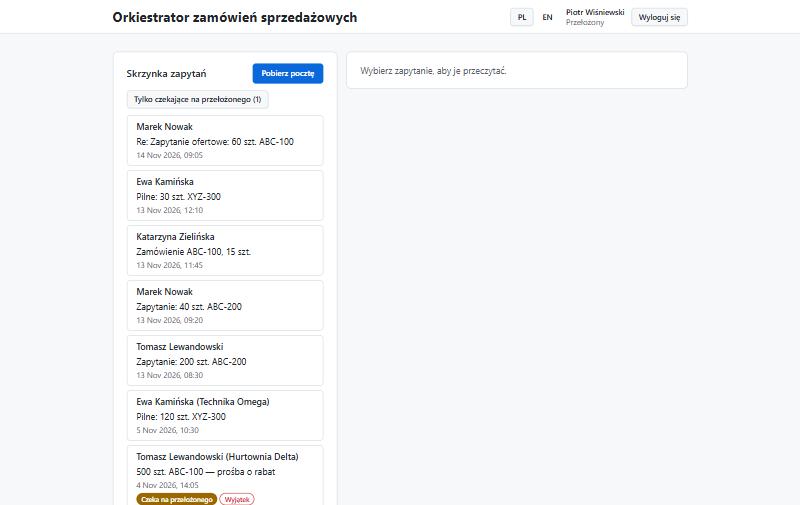 Orkiestrator zamówień sprzedażowych
PL
EN
Piotr Wiśniewski
Przełożony
Wyloguj się
Skrzynka zapytań
Pobierz pocztę
Tylko czekające na przełożonego (1)
Marek Nowak
Re: Zapytanie ofertowe: 60 szt. ABC-100
14 Nov 2026, 09:05
Ewa Kamińska
Pilne: 30 szt. XYZ-300
13 Nov 2026, 12:10
Katarzyna Zielińska
Zamówienie ABC-100, 15 szt.
13 Nov 2026, 11:45
Marek Nowak
Zapytanie: 40 szt. ABC-200
13 Nov 2026, 09:20
Tomasz Lewandowski
Zapytanie: 200 szt. ABC-200
13 Nov 2026, 08:30
Ewa Kamińska (Technika Omega)
Pilne: 120 szt. XYZ-300
5 Nov 2026, 10:30
Tomasz Lewandowski (Hurtownia Delta)
500 szt. ABC-100 — prośba o rabat
4 Nov 2026, 14:05
Czeka na przełożonego
Wyjątek
Wybierz zapytanie, aby je przeczytać.